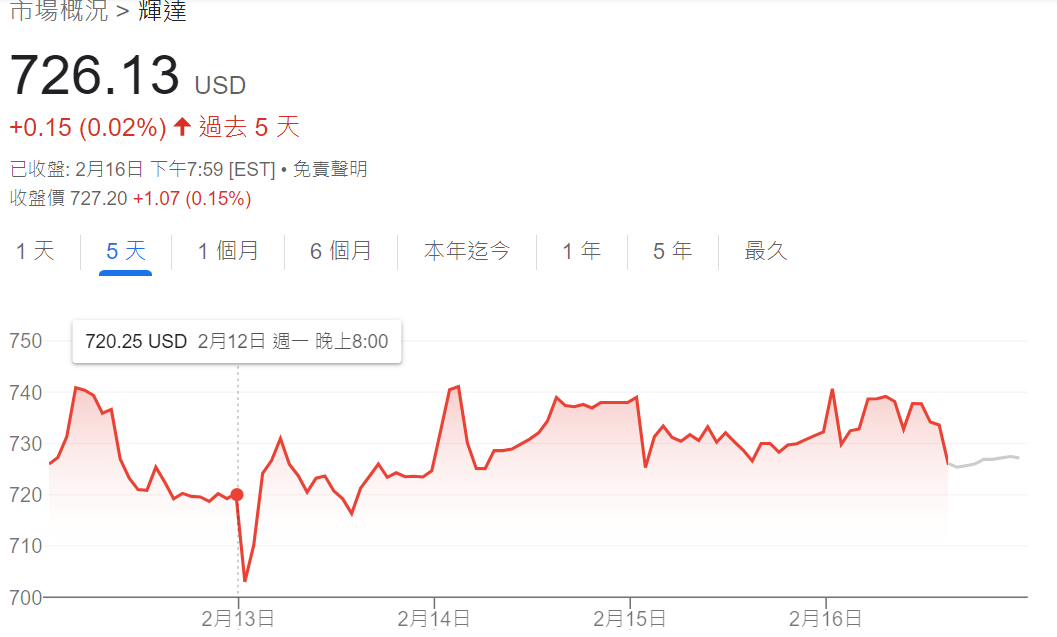 市場概況 > 輝達
726.13 USD
+0.15 (0.02%) ↑ 過去 5 天
已收盤: 2月16日 下午7:59 [EST] • 免責聲明
收盤價 727.20 +1.07 (0.15%)
1 天 5 天 1 個月 6 個月 本年迄今 1 年 5 年 最久
720.25 USD 2月12日 週一 晚上8:00
750
740
730
720
710
700
2月13日 2月14日 2月15日 2月16日